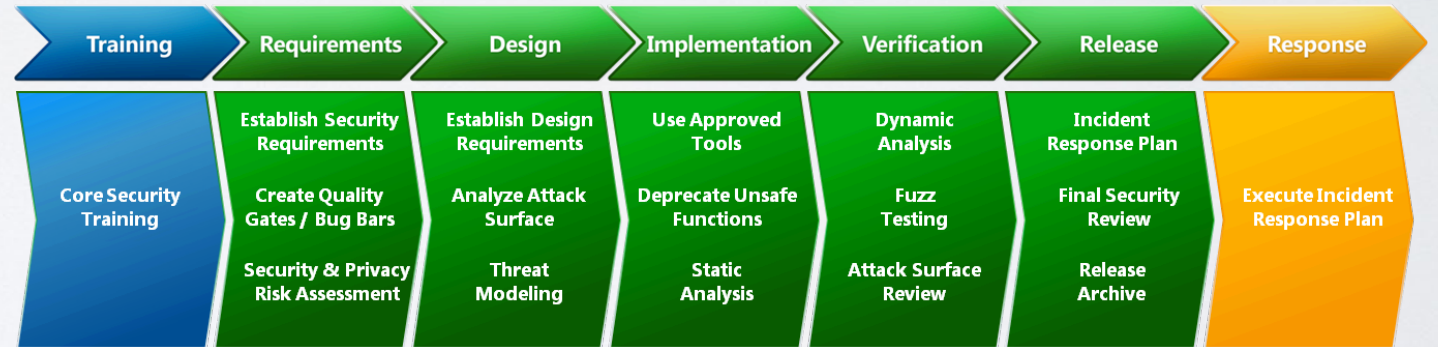 Training
Requirements
Design
Implementation
Verification
Release
Response
Core Security
Training
Establish Security
Requirements
Create Quality
Gates / Bug Bars
Security & Privacy
Risk Assessment
Establish Design
Requirements
Analyze Attack
Surface
Threat
Modeling
Use Approved
Tools
Deprecate Unsafe
Functions
Static
Analysis
Dynamic
Analysis
Fuzz
Testing
Attack Surface
Review
Incident
Response Plan
Final Security
Review
Release
Archive
Execute Incident
Response Plan